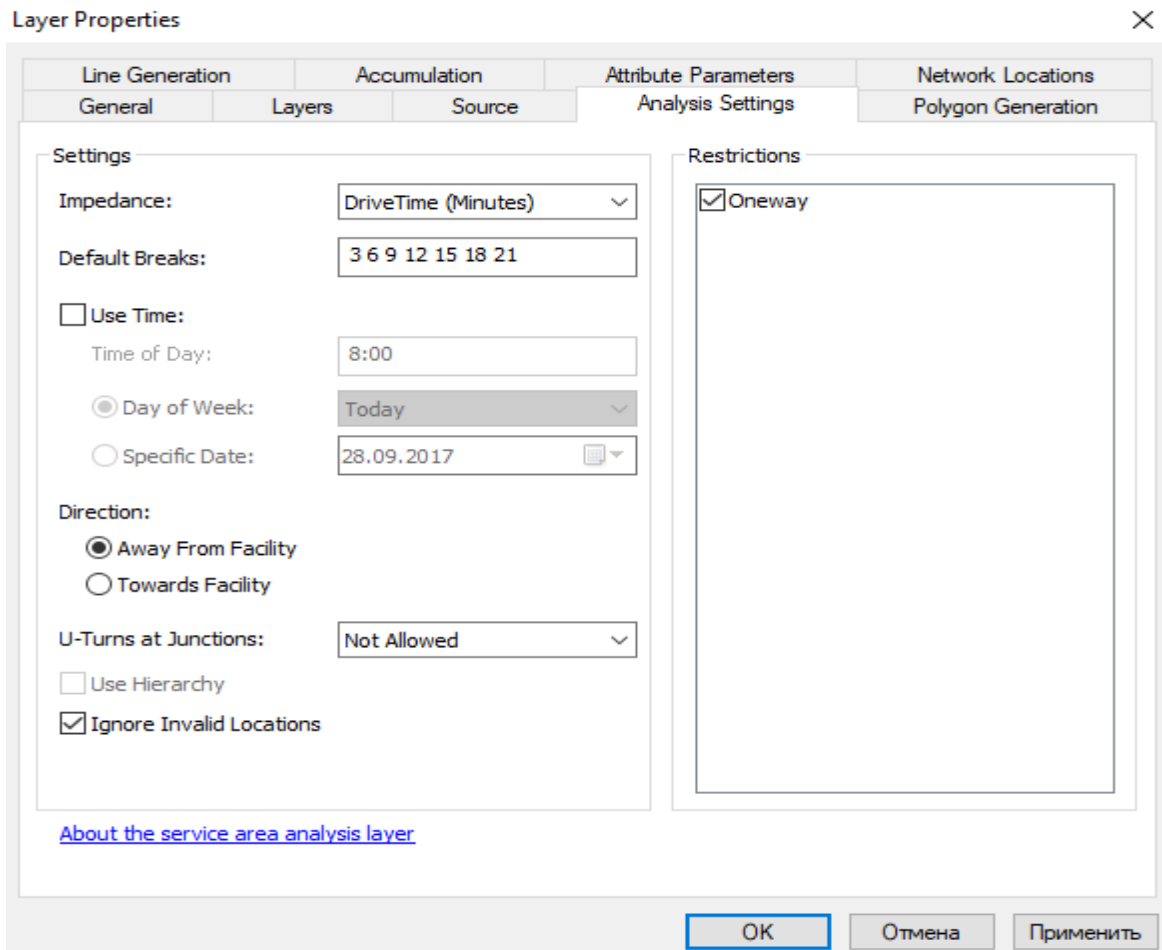 Layer Properties
Line Generation Accumulation Attribute Parameters Network Locations
General Layers Source Analysis Settings Polygon Generation
Settings
Impedance: DriveTime (Minutes)
Default Breaks: 3 6 9 12 15 18 21
Use Time:
Time of Day: 8:00
Day of Week: Today
Specific Date: 28.09.2017
Direction:
Away From Facility
Towards Facility
U-Turns at Junctions: Not Allowed
Use Hierarchy
Ignore Invalid Locations
Restrictions
Oneway
About the service area analysis layer
OK Отмена Применить